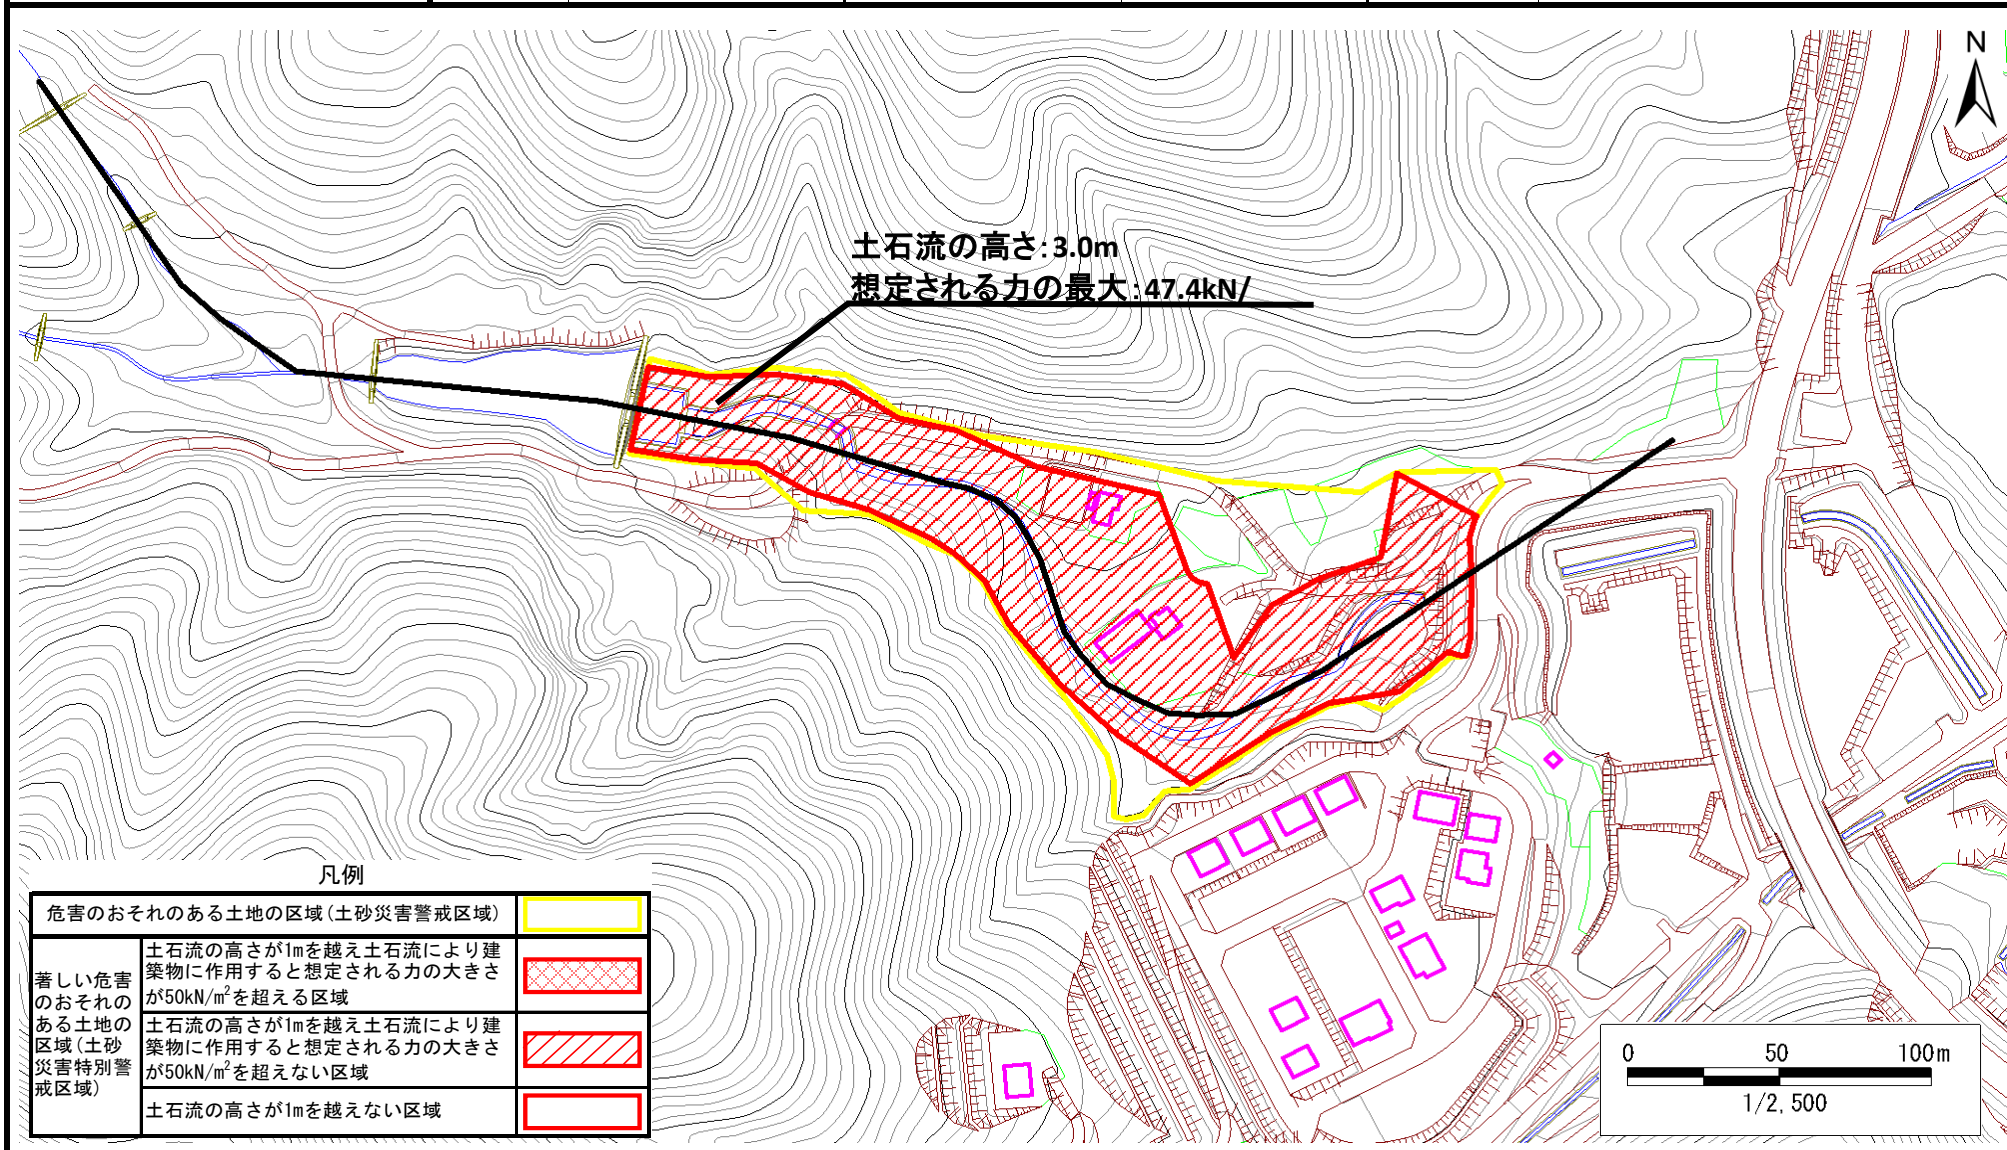 N
土石流の高さ:3.0m
想定される力の最大:47.4kN/
凡例
危害のおそれのある土地の区域(土砂災害警戒区域)
著しい危害
のおそれの
ある土地の
区域(土砂
災害特別警
戒区域)
土石流の高さが1mを越え土石流により建
築物に作用すると想定される力の大きさ
が50kN/m²を超える区域
土石流の高さが1mを越え土石流により建
築物に作用すると想定される力の大きさ
が50kN/m²を超えない区域
土石流の高さが1mを越えない区域
0 50 100m
1/2,500